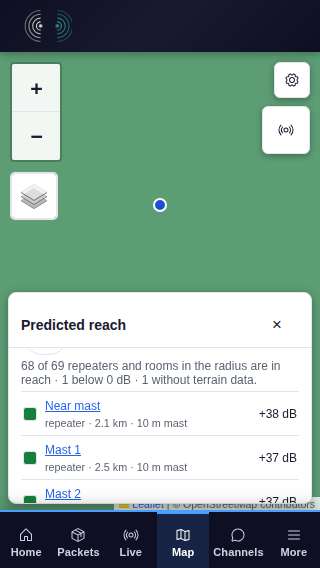 +
−
Predicted reach
×
68 of 69 repeaters and rooms in the radius are in
reach · 1 below 0 dB · 1 without terrain data.
Near mast
+38 dB
repeater · 2.1 km · 10 m mast
Mast 1
+37 dB
repeater · 2.5 km · 10 m mast
Mast 2
+37 dB
Leaflet | © OpenStreetMap contributors
Home
Packets
Live
Map
Channels
More